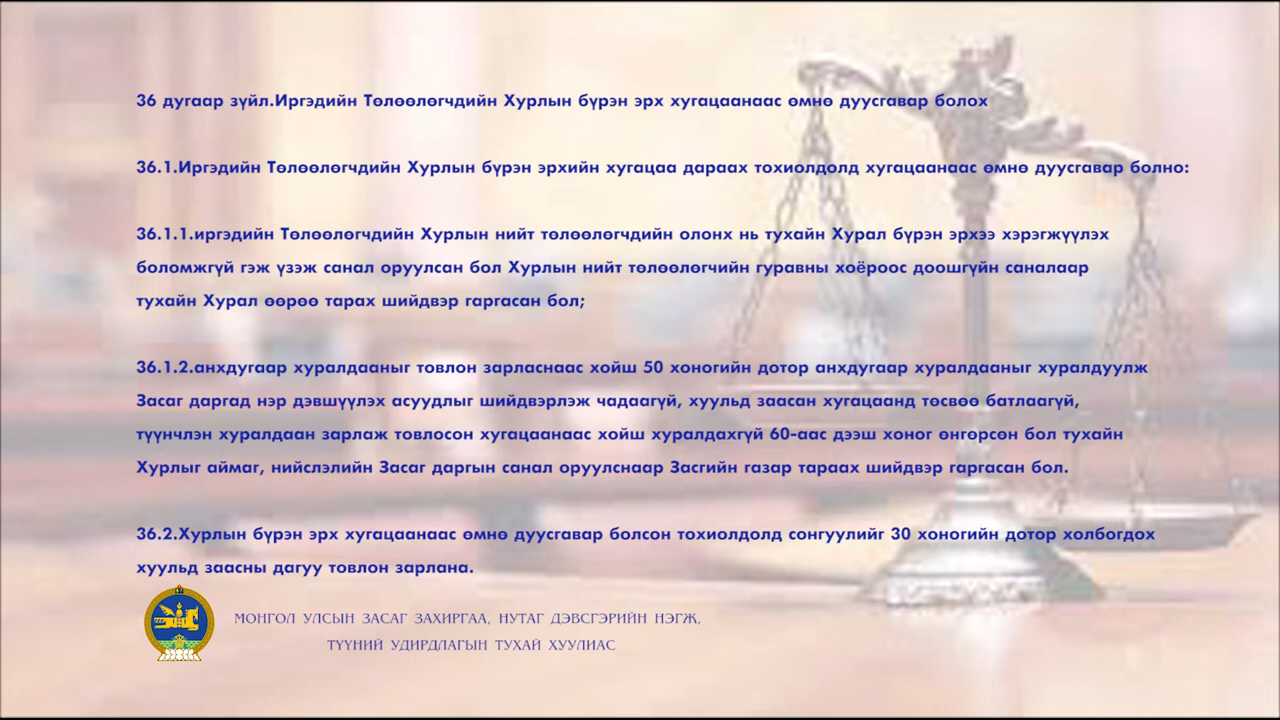 36 дугаар зүйл.Иргэдийн Төлөөлөгчдийн Хурлын бүрэн эрх хугацаанаас өмнө дуусгавар болох
36.1.Иргэдийн Төлөөлөгчдийн Хурлын бүрэн эрхийн хугацаа дараах тохиолдолд хугацаанаас өмнө дуусгавар болно:
36.1.1.иргэдийн Төлөөлөгчдийн Хурлын нийт төлөөлөгчдийн олонх нь тухайн Хурал бүрэн эрхээ хэрэгжүүлэх
боломжгүй гэж үзэж санал оруулсан бол Хурлын нийт төлөөлөгчийн гуравны хоёроос доошгүйн саналаар
тухайн Хурал өөрөө тарах шийдвэр гаргасан бол;
36.1.2.анхдугаар хуралдааныг товлон зарласнаас хойш 50 хоногийн дотор анхдугаар хуралдааныг хуралдуулж
Засаг даргад нэр дэвшүүлэх асуудлыг шийдвэрлэж чадаагүй, хуульд заасан хугацаанд төсвөө батлаагүй,
түүнчлэн хуралдаан зарлаж товлосон хугацаанаас хойш хуралдахгүй 60-аас дээш хоног өнгөрсөн бол тухайн
Хурлыг аймаг, нийслэлийн Засаг даргын санал оруулснаар Засгийн газар тараах шийдвэр гаргасан бол.
36.2.Хурлын бүрэн эрх хугацаанаас өмнө дуусгавар болсон тохиолдолд сонгуулийг 30 хоногийн дотор холбогдох
хуульд заасны дагуу товлон зарлана.
МОНГОЛ УЛСЫН ЗАСАГ ЗАХИРГАА, НУТАГ ДЭВСГЭРИЙН НЭГЖ,
ТҮҮНИЙ УДИРДЛАГЫН ТУХАЙ ХУУЛИАС